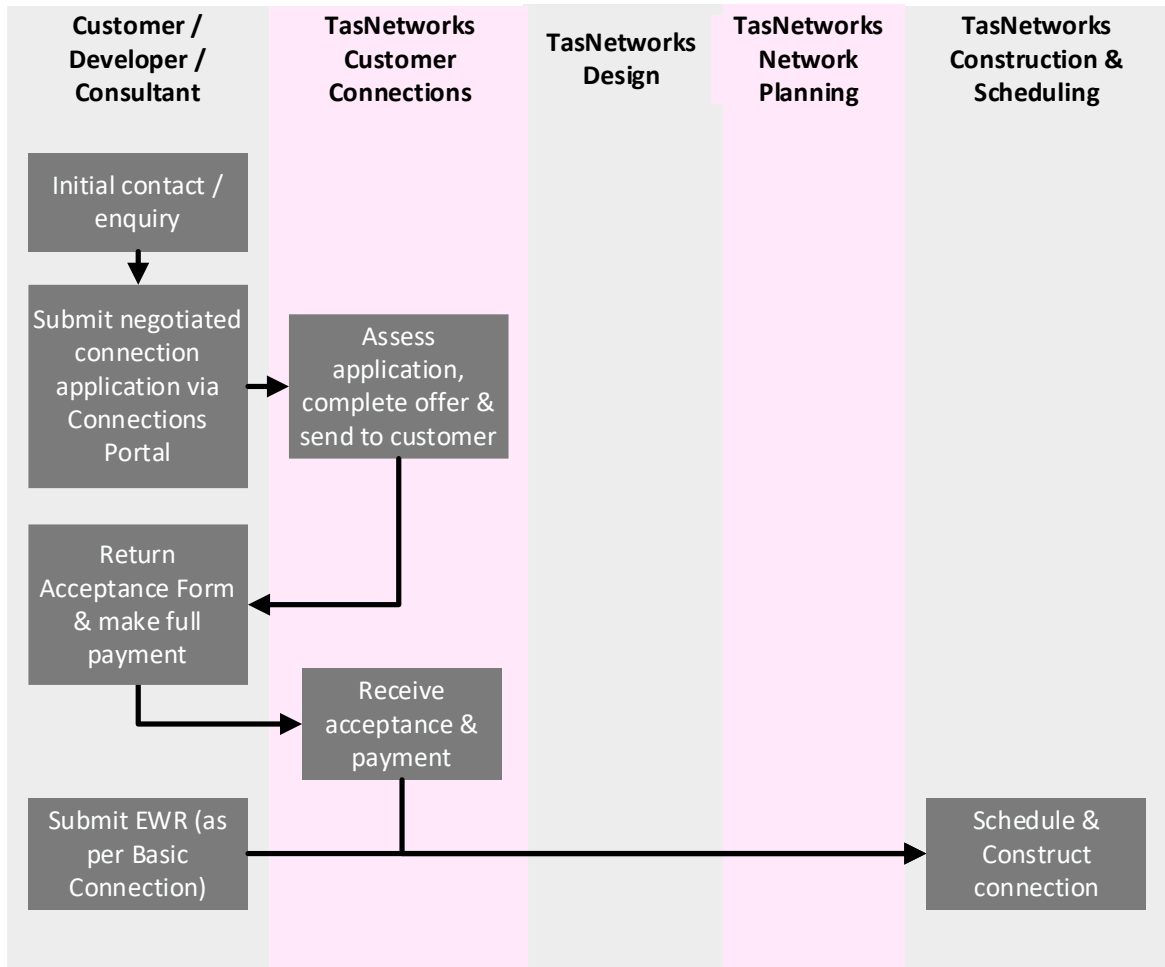 Customer /
Developer /
Consultant
TasNetworks
Customer
Connections
TasNetworks
Design
TasNetworks
Network
Planning
TasNetworks
Construction &
Scheduling
Initial contact /
enquiry
Submit negotiated
connection
application via
Connections
Portal
Assess
application,
complete offer &
send to customer
Return
Acceptance Form
& make full
payment
Receive
acceptance &
payment
Submit EWR (as
per Basic
Connection)
Schedule &
Construct
connection